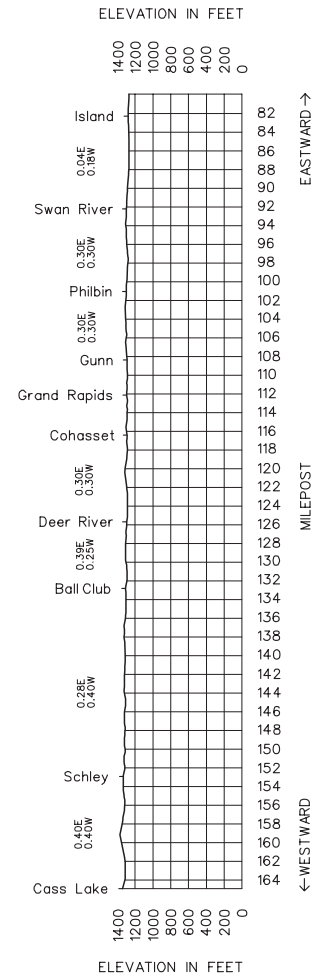 ELEVATION IN FEET
1400 1200 1000 800 600 400 200 0
Island 82
84
0.04E 0.18W 86
88
90
EASTWARD →
Swan River 92
94
0.30E 0.30W 96
98
Philbin 100
102
0.30E 0.30W 104
106
Gunn 108
110
Grand Rapids 112
114
Cohasset 116
118
0.30E 0.30W 120
122
MILEPOST
124
Deer River 126
0.39E 0.25W 128
130
Ball Club 132
134
136
138
140
142
0.28E 0.40W 144
146
148
150
Schley 152
154
156
0.40E 0.40W 158
160
162
← WESTWARD
Cass Lake 164
1400 1200 1000 800 600 400 200 0
ELEVATION IN FEET